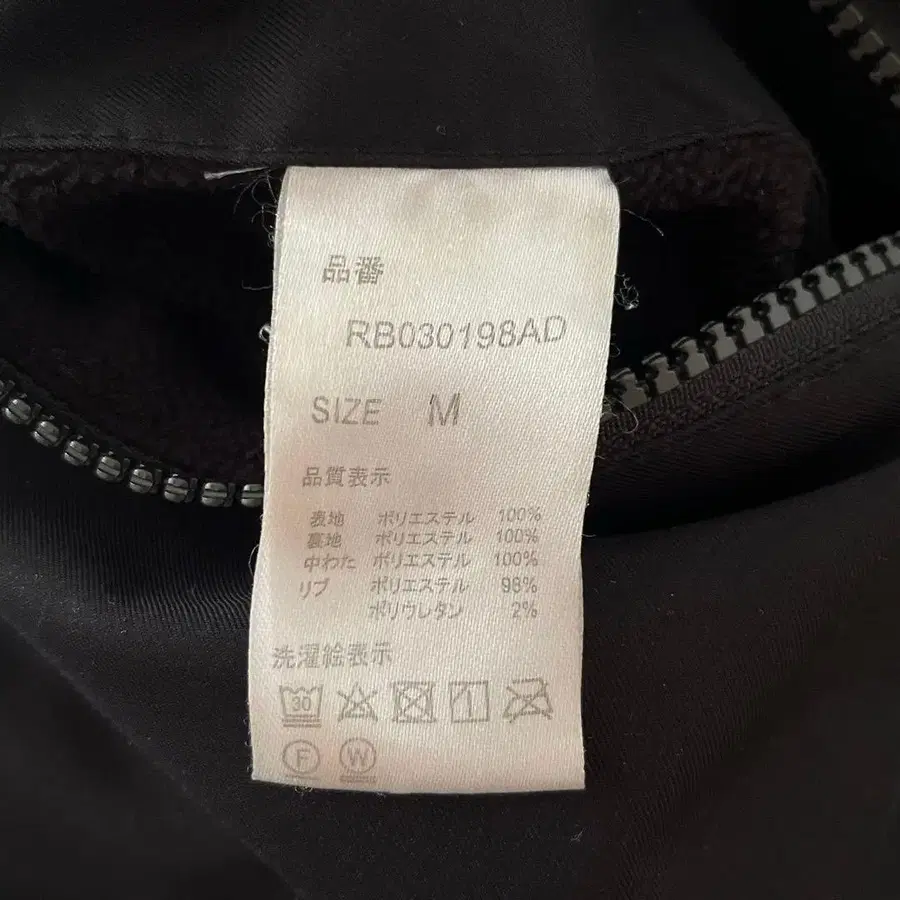 品番
RB030198AD
SIZE M
品質表示
表地 ポリエステル 100%
裏地 ポリエステル 100%
中わた ポリエステル 100%
リブ ポリエステル 98%
ポリウレタン 2%
洗濯絵表示
30 1
F W